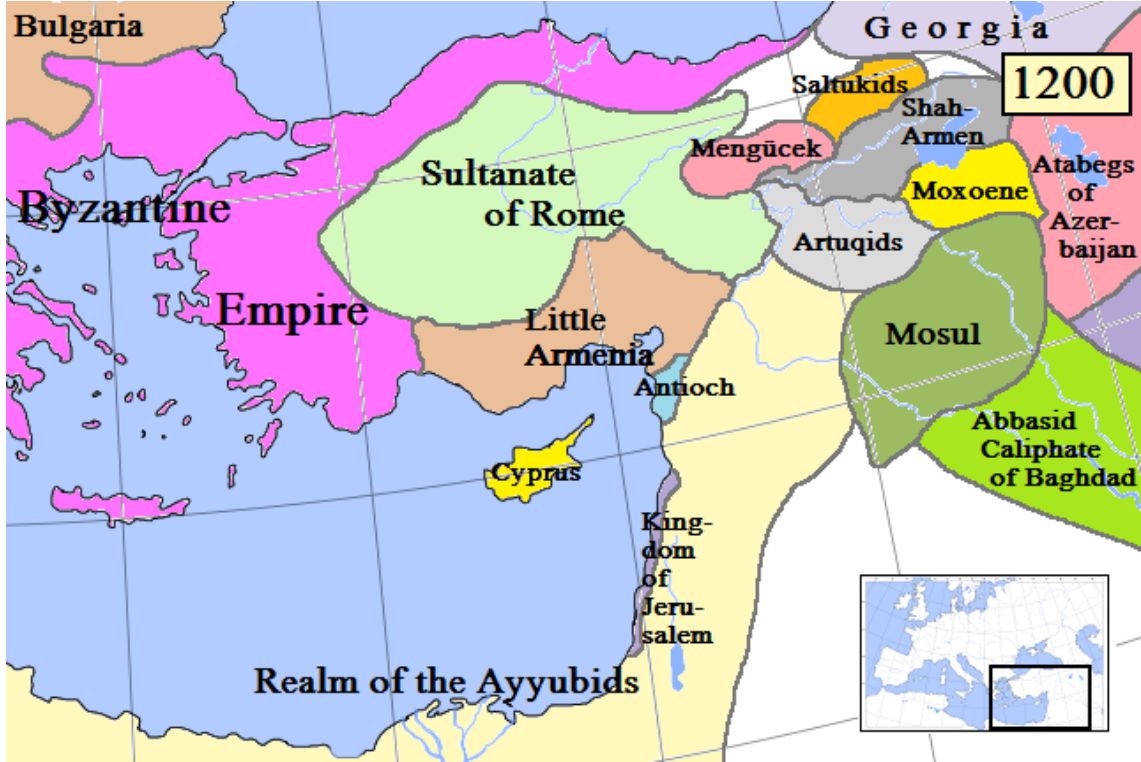 Bulgaria
Georgia
1200
Saltukids
Shah-
Armen
Mengücek
Atabegs
of
Azer-
baijan
Sultanate
of Rome
Moxoene
Byzantine
Empire
Artuqids
Little
Armenia
Mosul
Antioch
Abbasid
Caliphate
of Baghdad
Cyprus
King-
dom
of
Jeru-
salem
Realm of the Ayyubids